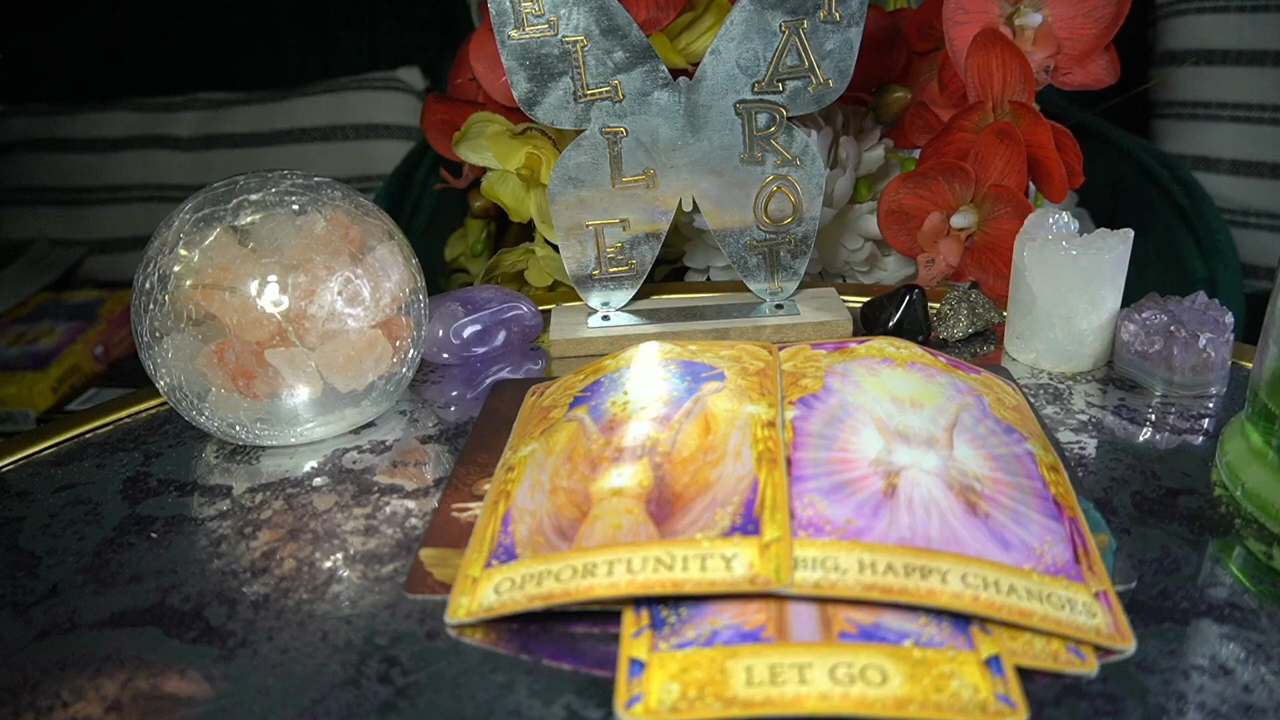 ELLE
TAROT
OPPORTUNITY
BIG, HAPPY CHANGES
LET GO